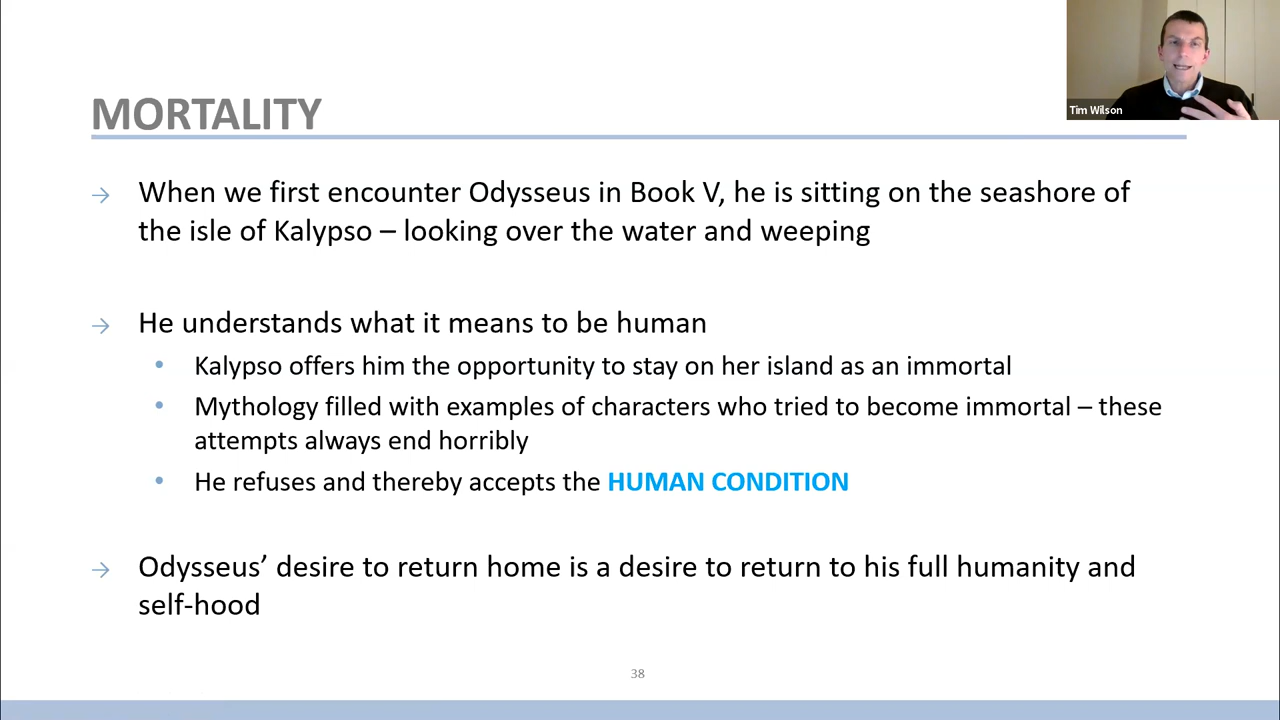 Tim Wilson
MORTALITY
→ When we first encounter Odysseus in Book V, he is sitting on the seashore of
the isle of Kalypso – looking over the water and weeping
→ He understands what it means to be human
• Kalypso offers him the opportunity to stay on her island as an immortal
• Mythology filled with examples of characters who tried to become immortal – these
attempts always end horribly
• He refuses and thereby accepts the HUMAN CONDITION
→ Odysseus’ desire to return home is a desire to return to his full humanity and
self-hood
38